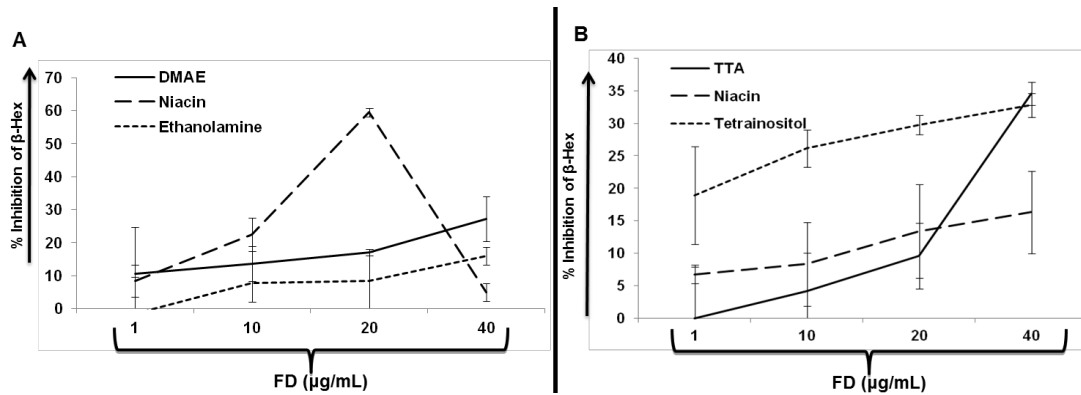 A
% Inhibition of β-Hex
70
60
50
40
30
20
10
0
DMAE
Niacin
Ethanolamine
1 10 20 40
FD (µg/mL)
B
% Inhibition of β-Hex
40
35
30
25
20
15
10
5
0
TTA
Niacin
Tetrainositol
1 10 20 40
FD (µg/mL)